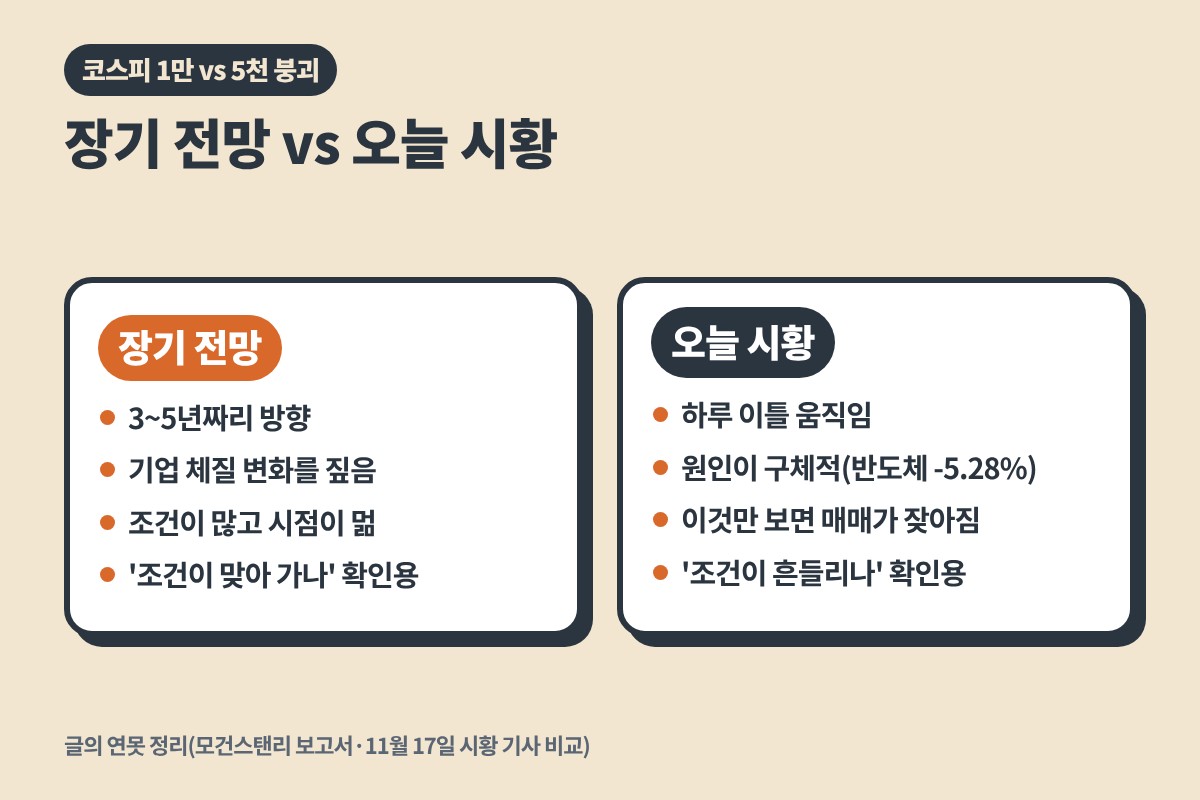 코스피 1만 vs 5천 붕괴
장기 전망 vs 오늘 시황
장기 전망
3~5년짜리 방향
기업 체질 변화를 짚음
조건이 많고 시점이 멂
'조건이 맞아 가나' 확인용
오늘 시황
하루 이틀 움직임
원인이 구체적(반도체 -5.28%)
이것만 보면 매매가 잦아짐
'조건이 흔들리나' 확인용
글의 연못 정리(모건스탠리 보고서·11월 17일 시황 기사 비교)